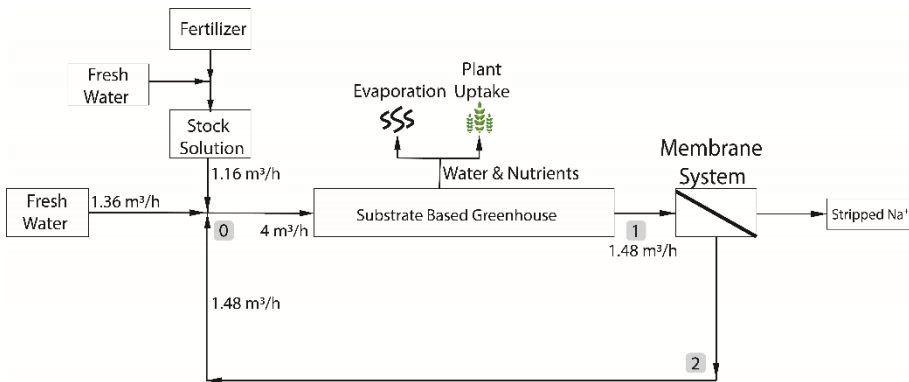 Fertilizer
Fresh
Water
Stock
Solution
1.16 m³/h
Fresh
Water
1.36 m³/h
0
4 m³/h
Evaporation
Plant
Uptake
Water & Nutrients
Substrate Based Greenhouse
1
1.48 m³/h
Membrane
System
Stripped Na⁺
1.48 m³/h
2